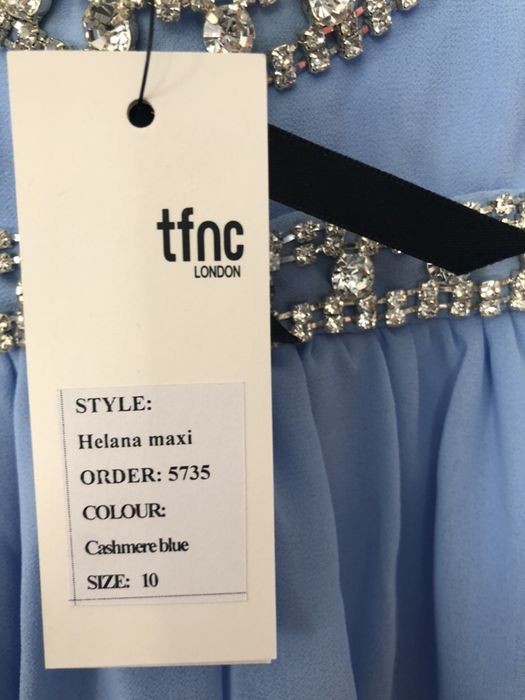 tfnc
LONDON
STYLE:
Helana maxi
ORDER: 5735
COLOUR:
Cashmere blue
SIZE: 10